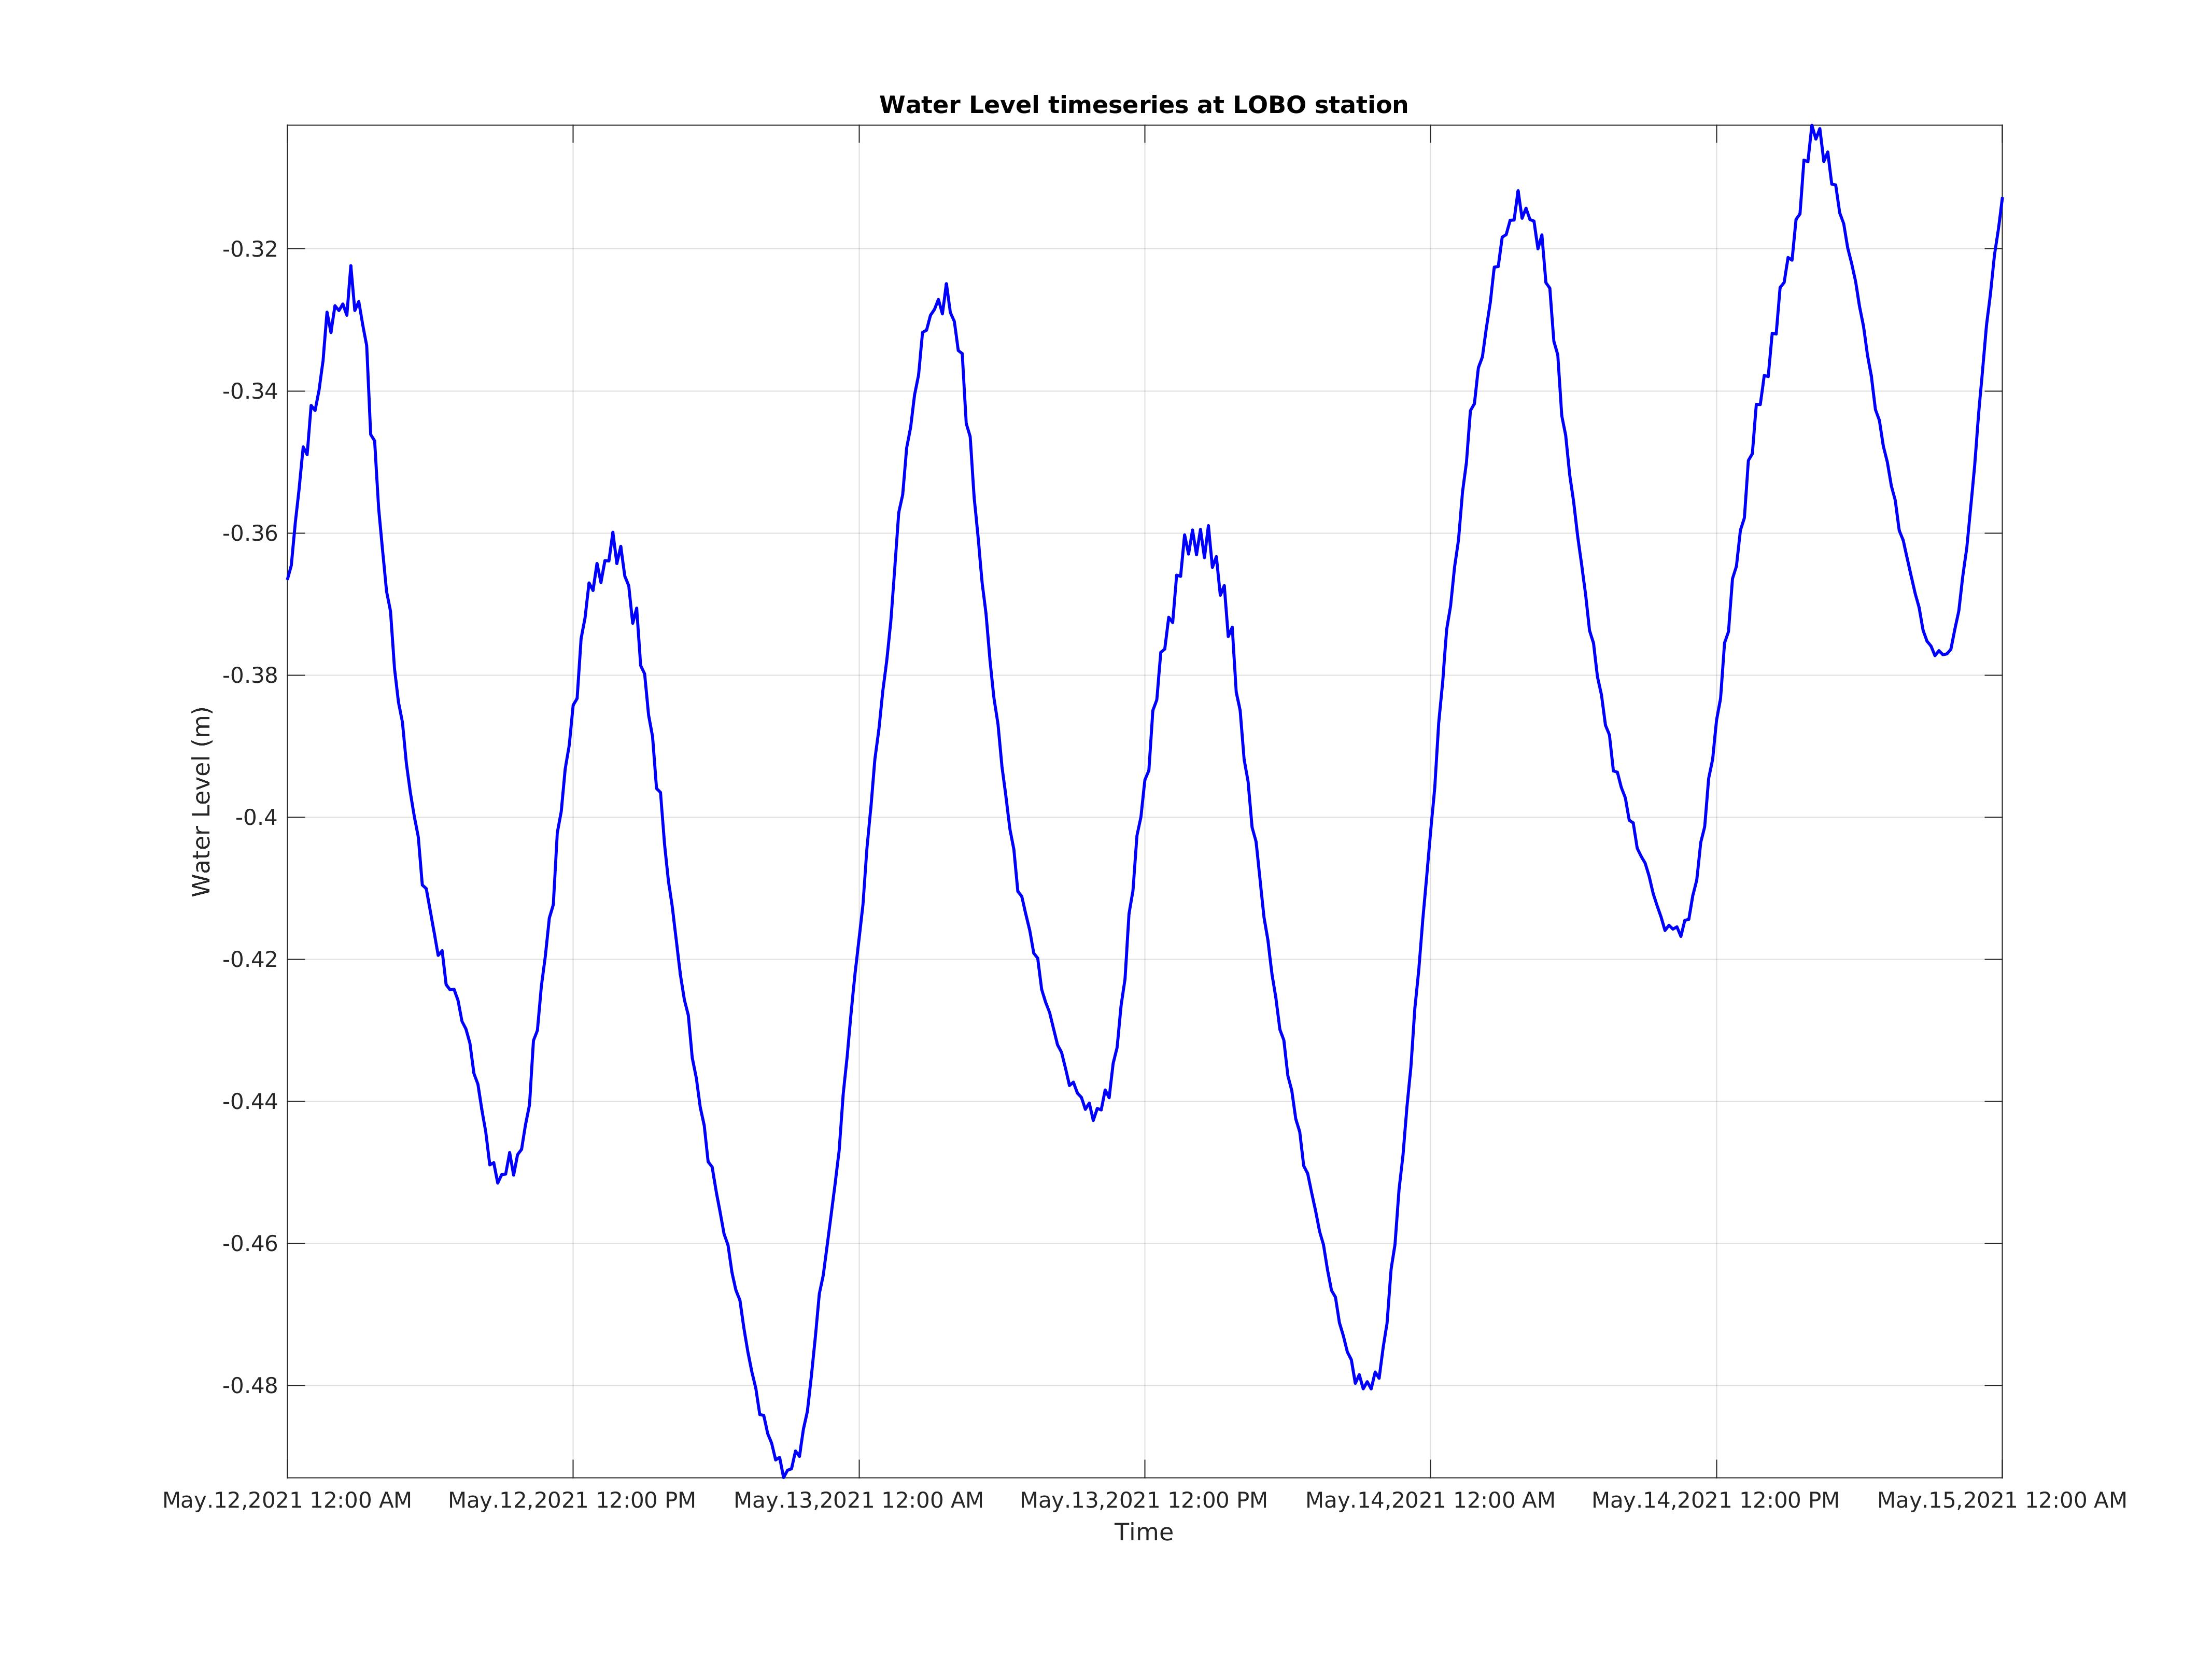 Water Level timeseries at LOBO station
-0.32
-0.34
-0.36
-0.38
-0.4
-0.42
-0.44
-0.46
-0.48
Water Level (m)
May.12,2021 12:00 AM May.12,2021 12:00 PM May.13,2021 12:00 AM May.13,2021 12:00 PM May.14,2021 12:00 AM May.14,2021 12:00 PM May.15,2021 12:00 AM
Time